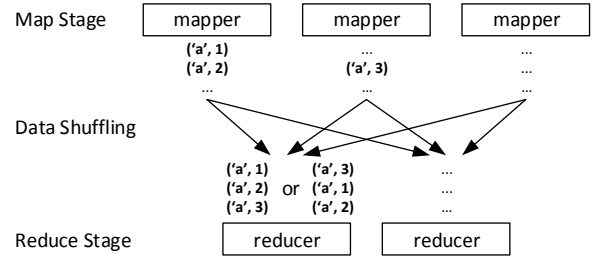 Map Stage mapper mapper mapper
(‘a’, 1) ... ...
(‘a’, 2) (‘a’, 3) ...
... ... ...
Data Shuffling
(‘a’, 1) (‘a’, 3) ...
(‘a’, 2) or (‘a’, 1) ...
(‘a’, 3) (‘a’, 2) ...
Reduce Stage reducer reducer